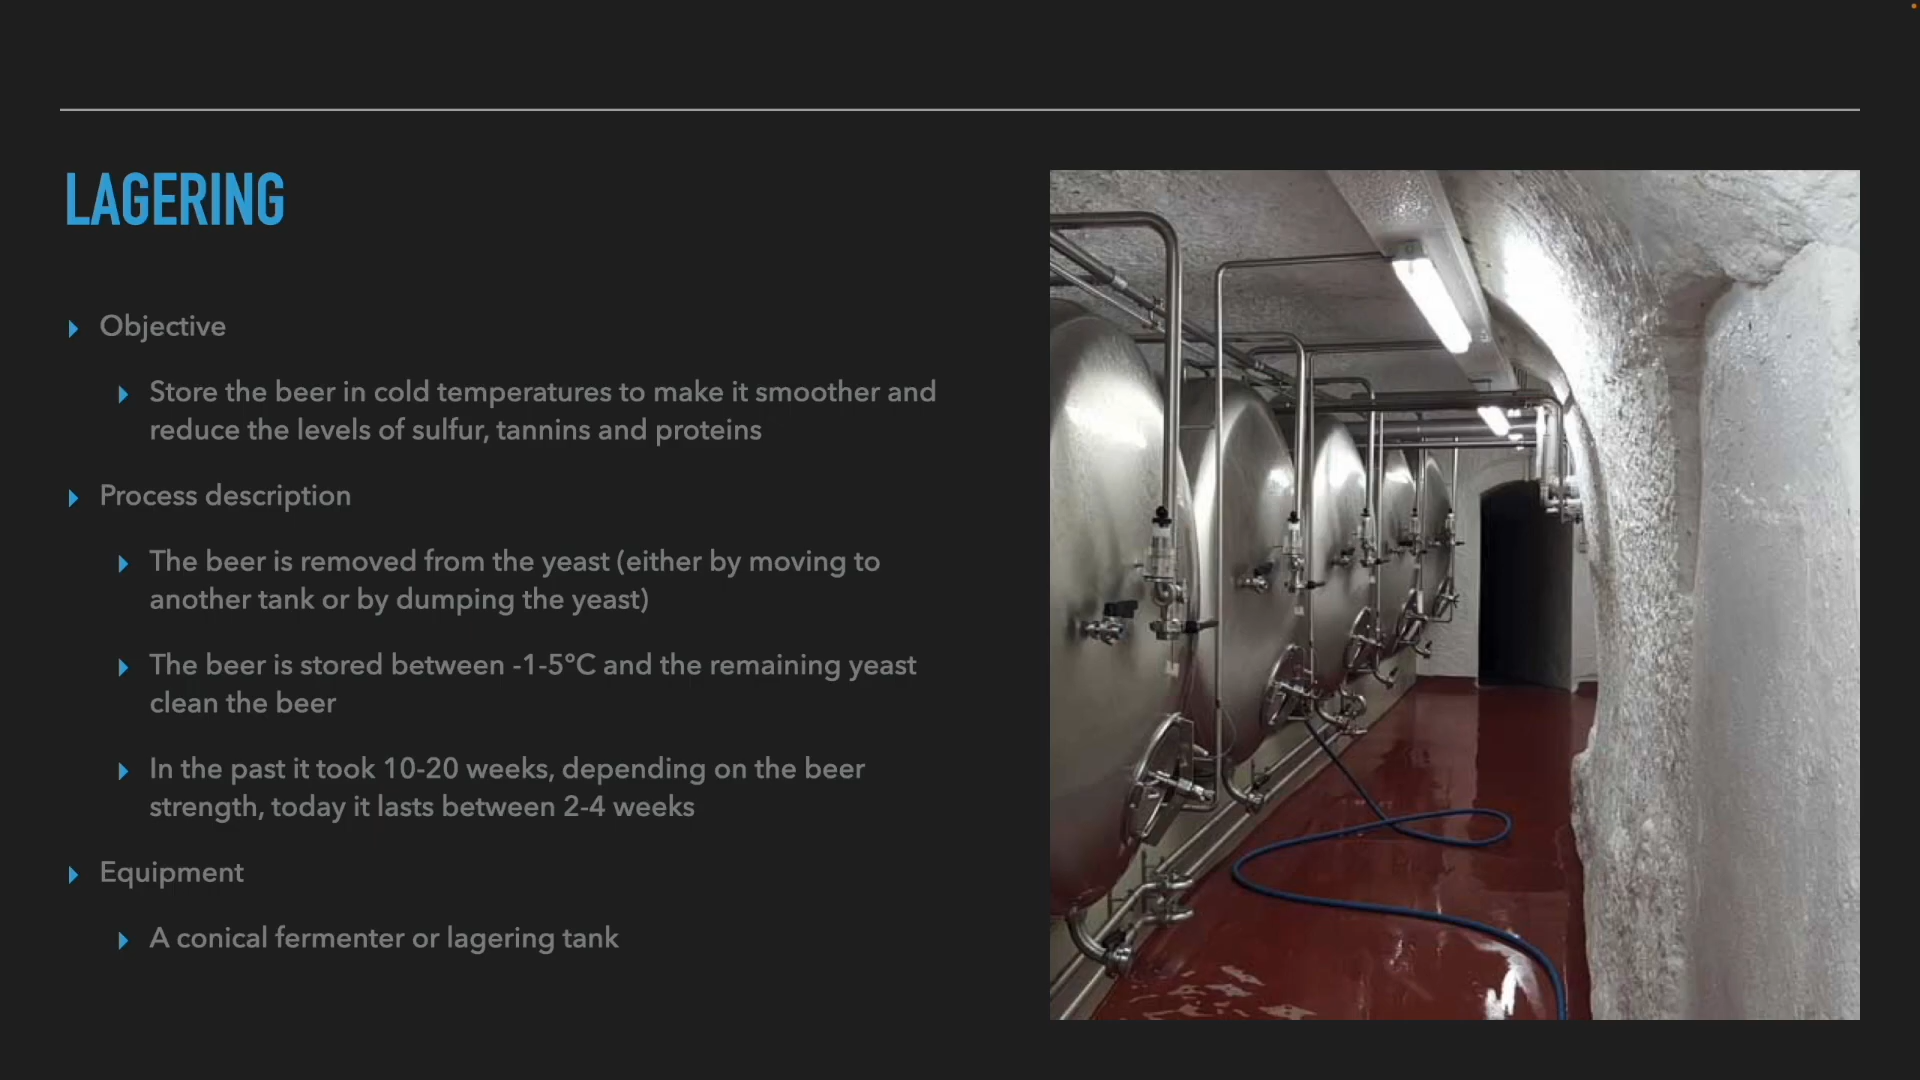 LAGERING
Objective
Store the beer in cold temperatures to make it smoother and
reduce the levels of sulfur, tannins and proteins
Process description
The beer is removed from the yeast (either by moving to
another tank or by dumping the yeast)
The beer is stored between -1-5°C and the remaining yeast
clean the beer
In the past it took 10-20 weeks, depending on the beer
strength, today it lasts between 2-4 weeks
Equipment
A conical fermenter or lagering tank